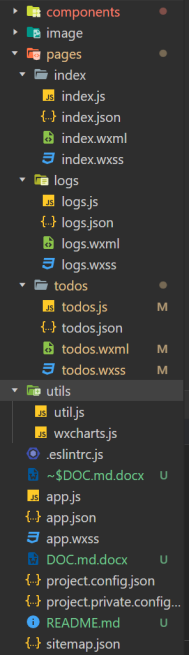 components
image
pages
index
index.js
index.json
index.wxml
index.wxss
logs
logs.js
logs.json
logs.wxml
logs.wxss
todos
todos.js M
todos.json
todos.wxml M
todos.wxss M
utils
util.js
wxcharts.js
.eslintrc.js
~$DOC.md.docx U
app.js
app.json
app.wxss
DOC.md.docx U
project.config.json
project.private.config...
README.md U
sitemap.json